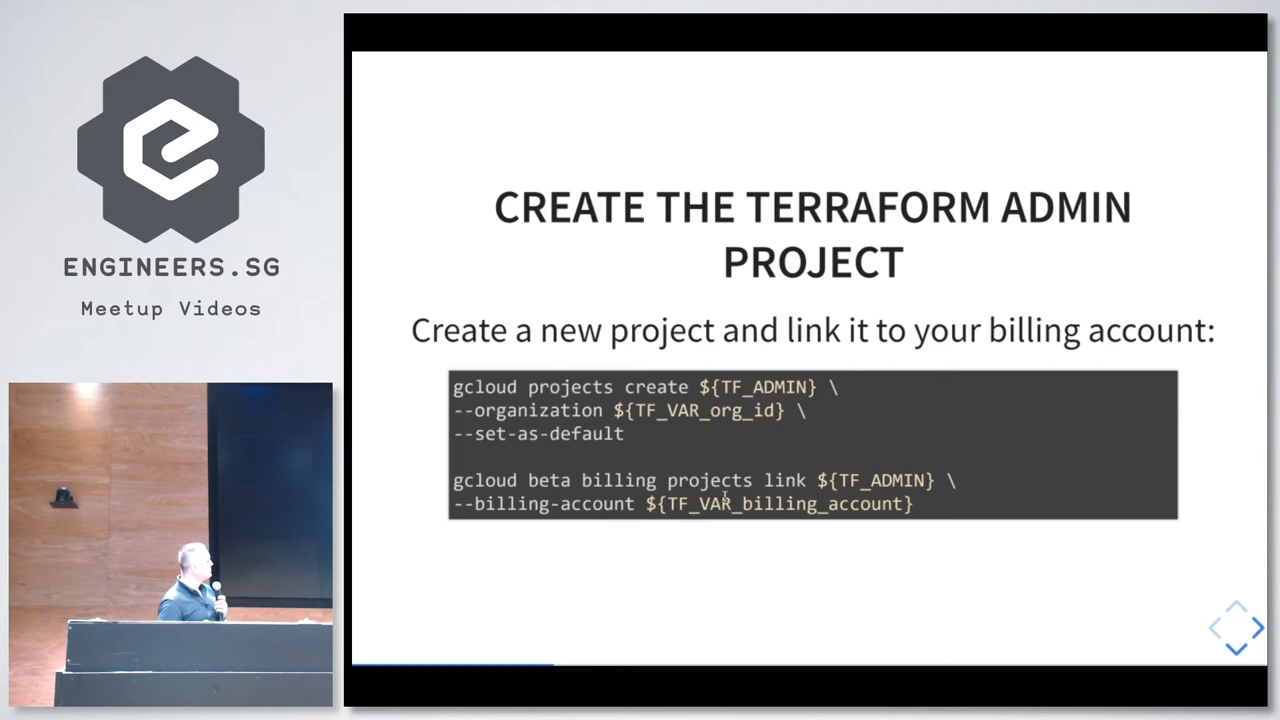 ENGINEERS.SG
Meetup Videos
CREATE THE TERRAFORM ADMIN
PROJECT
Create a new project and link it to your billing account:
gcloud projects create ${TF_ADMIN} \
--organization ${TF_VAR_org_id} \
--set-as-default
gcloud beta billing projects link ${TF_ADMIN} \
--billing-account ${TF_VAR_billing_account}